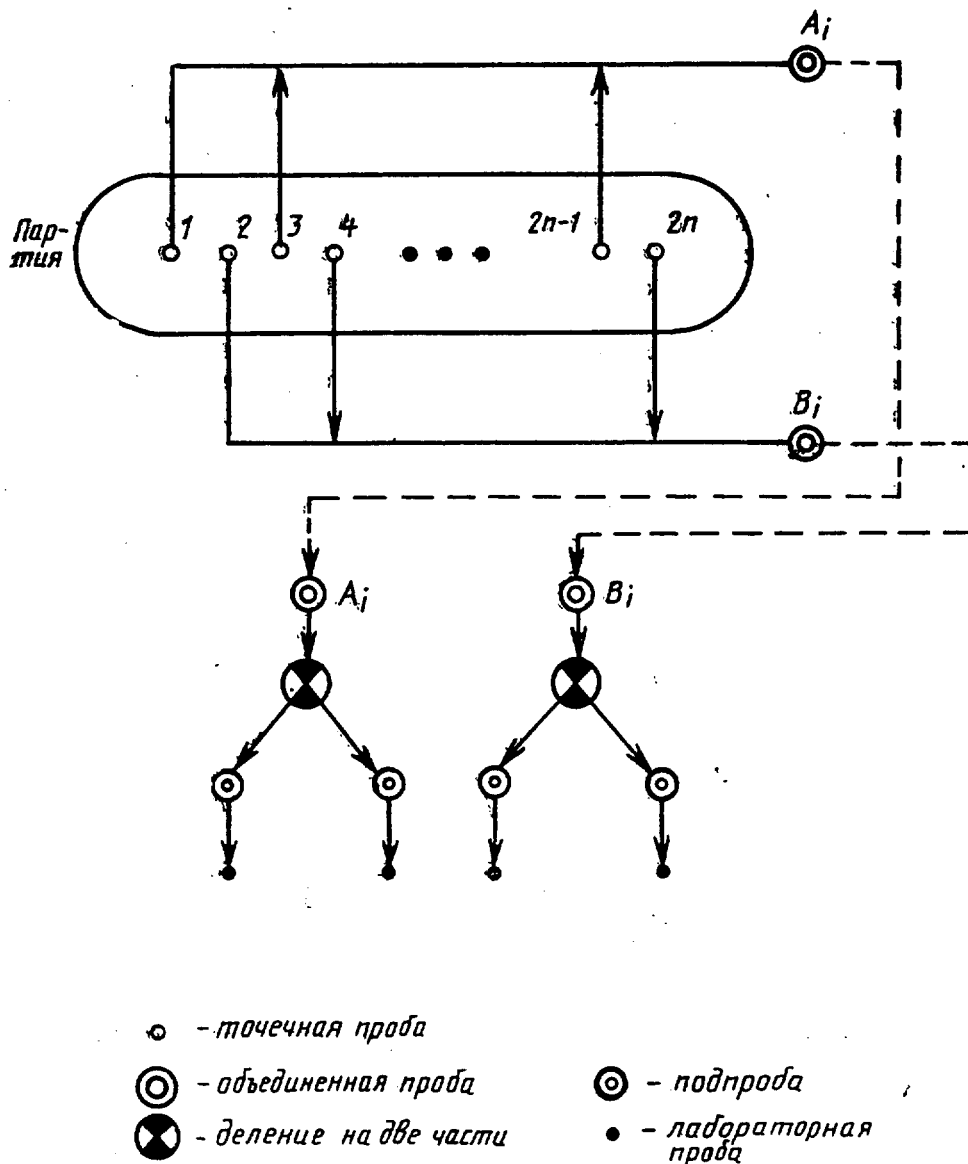 Aᵢ
1 2 3 4 2n-1 2n
Пар-
тия
Bᵢ
Aᵢ Bᵢ
- точечная проба
- объединенная проба
- подпроба
- деление на две части
- лабораторная
проба